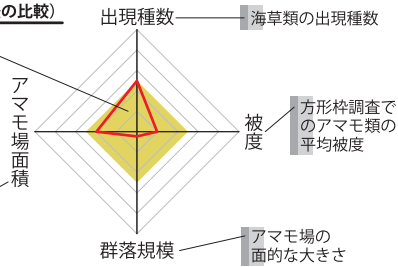 の比較）
出現種数
海草類の出現種数
アマモ場面積
被度
方形枠調査で
のアマモ類の
平均被度
群落規模
アマモ場の
面的な大きさ